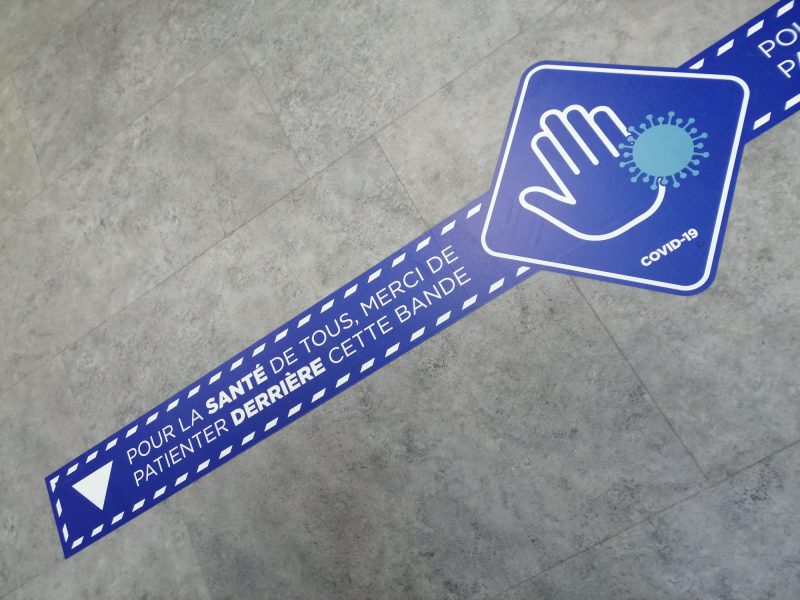 POUR LA SANTÉ DE TOUS, MERCI DE
PATIENTER DERRIÈRE CETTE BANDE
COVID-19